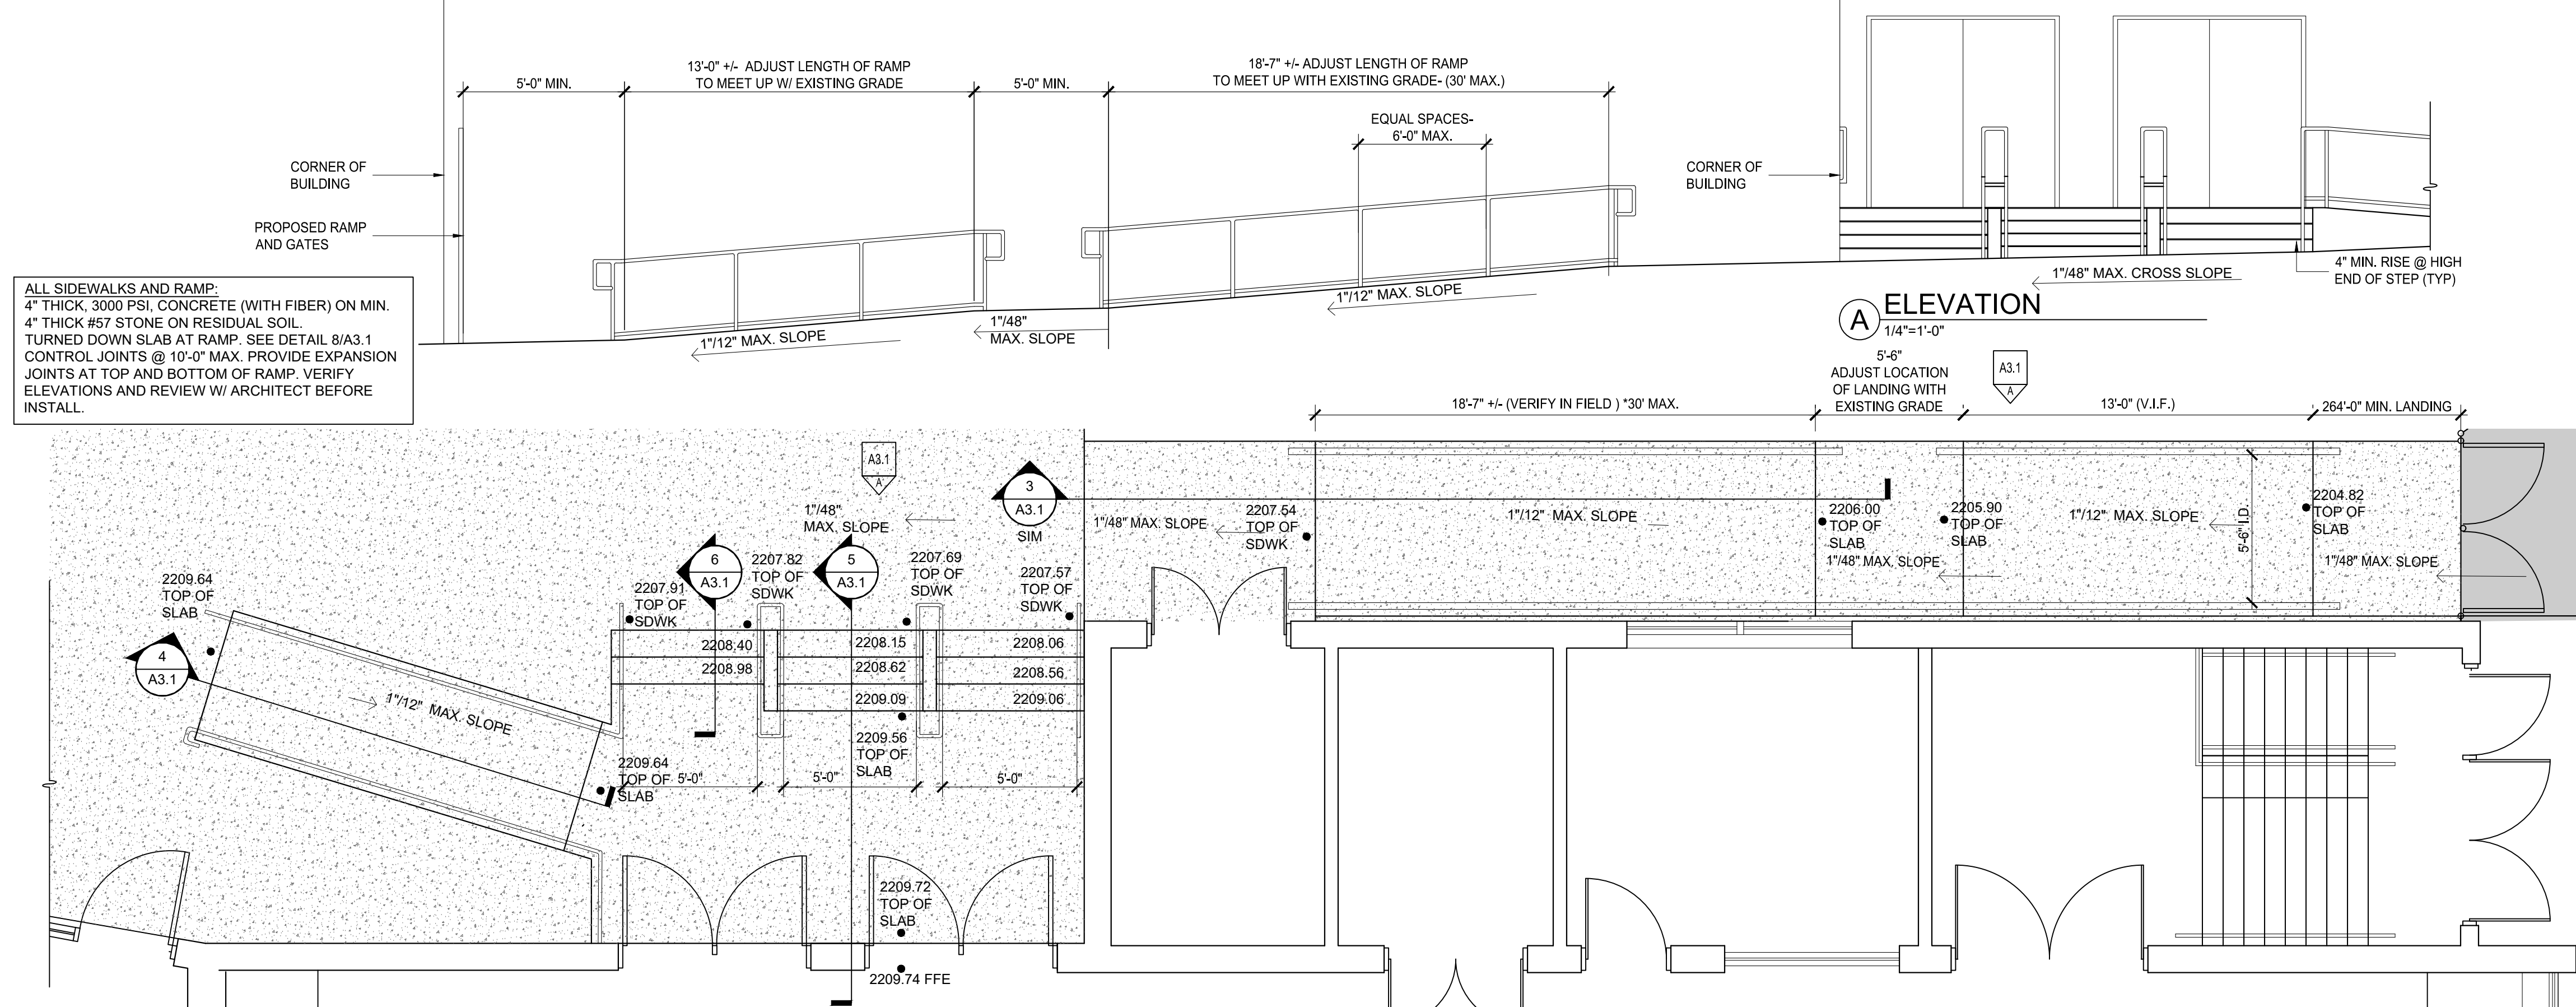 13'-0" +/- ADJUST LENGTH OF RAMP
TO MEET UP W/ EXISTING GRADE
18'-7" +/- ADJUST LENGTH OF RAMP
TO MEET UP WITH EXISTING GRADE- (30' MAX.)
5'-0" MIN.
5'-0" MIN.
EQUAL SPACES-
6'-0" MAX.
CORNER OF
BUILDING
PROPOSED RAMP
AND GATES
CORNER OF
BUILDING
ALL SIDEWALKS AND RAMP:
4" THICK, 3000 PSI, CONCRETE (WITH FIBER) ON MIN.
4" THICK #57 STONE ON RESIDUAL SOIL.
TURNED DOWN SLAB AT RAMP. SEE DETAIL 8/A3.1
CONTROL JOINTS @ 10'-0" MAX. PROVIDE EXPANSION
JOINTS AT TOP AND BOTTOM OF RAMP. VERIFY
ELEVATIONS AND REVIEW W/ ARCHITECT BEFORE
INSTALL.
1"/12" MAX. SLOPE
1"/48"
MAX. SLOPE
1"/12" MAX. SLOPE
1"/48" MAX. CROSS SLOPE
4" MIN. RISE @ HIGH
END OF STEP (TYP)
A
ELEVATION
1/4"=1'-0"
5'-6"
ADJUST LOCATION
OF LANDING WITH
EXISTING GRADE
A3.1
A
18'-7" +/- (VERIFY IN FIELD ) *30' MAX.
13'-0" (V.I.F.)
264'-0" MIN. LANDING
A3.1
A
3
A3.1
SIM
1"/48"
MAX. SLOPE
1"/48" MAX. SLOPE
2207.54
TOP OF
SDWK
1"/12" MAX. SLOPE
2206.00
TOP OF
SLAB
1"/48" MAX. SLOPE
2205.90
TOP OF
SLAB
1"/12" MAX. SLOPE
5'-6" I.D.
2204.82
TOP OF
SLAB
1"/48" MAX. SLOPE
2209.64
TOP OF
SLAB
4
A3.1
2207.91
TOP OF
SDWK
6
A3.1
2207.82
TOP OF
SDWK
5
A3.1
2207.69
TOP OF
SDWK
2207.57
TOP OF
SDWK
2208.40
2208.98
2208.15
2208.62
2209.09
2208.06
2208.56
2209.06
1"/12" MAX. SLOPE
2209.64
TOP OF
SLAB
5'-0"
5'-0"
5'-0"
2209.56
TOP OF
SLAB
2209.72
TOP OF
SLAB
2209.74 FFE